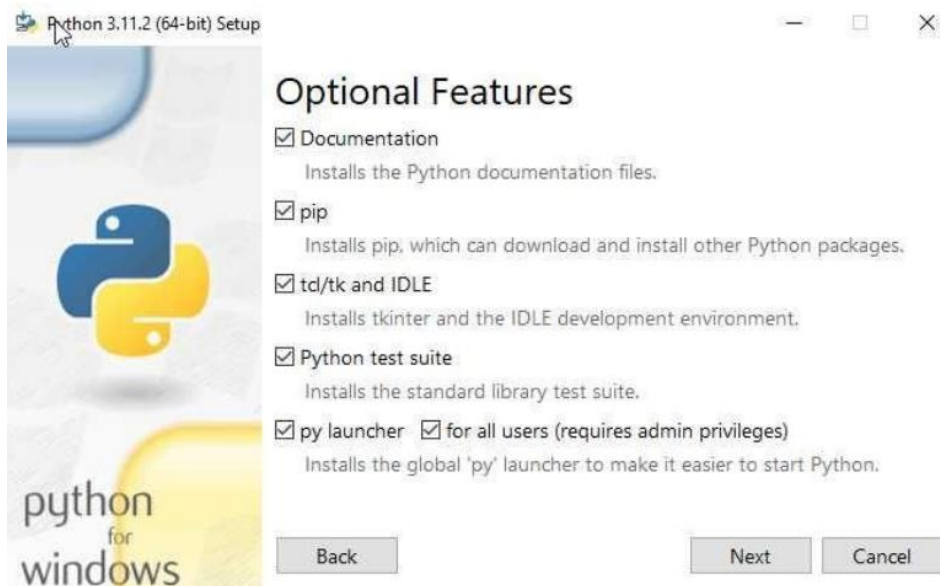 Python 3.11.2 (64-bit) Setup
Optional Features
Documentation
Installs the Python documentation files.
pip
Installs pip, which can download and install other Python packages.
tcl/tk and IDLE
Installs tkinter and the IDLE development environment.
Python test suite
Installs the standard library test suite.
py launcher for all users (requires admin privileges)
Installs the global 'py' launcher to make it easier to start Python.
python
for
windows
Back Next Cancel